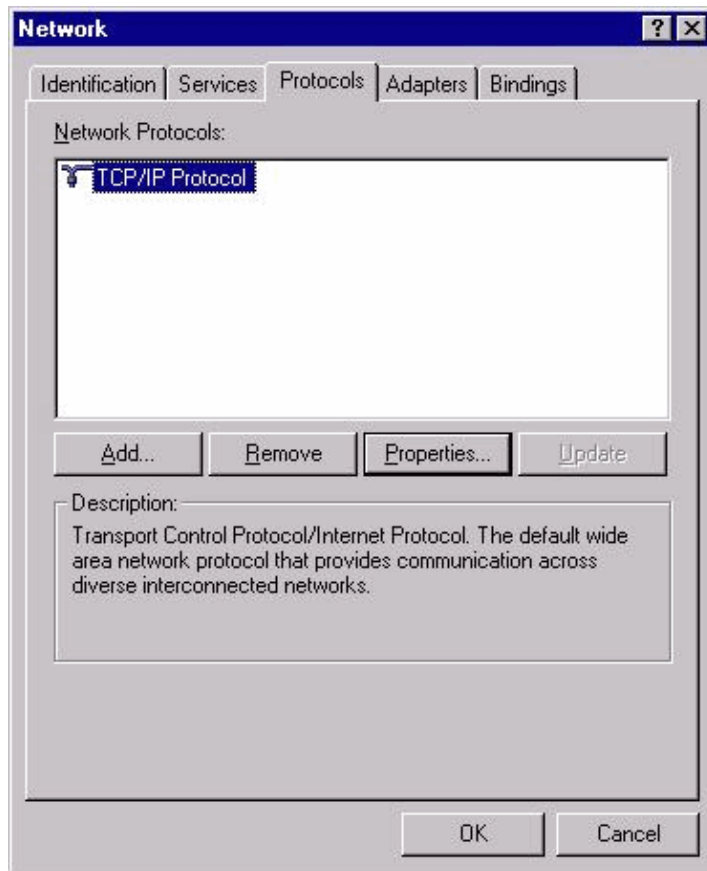 Network
Identification Services Protocols Adapters Bindings
Network Protocols:
TCP/IP Protocol
Add... Remove Properties... Update
Description:
Transport Control Protocol/Internet Protocol. The default wide
area network protocol that provides communication across
diverse interconnected networks.
OK Cancel